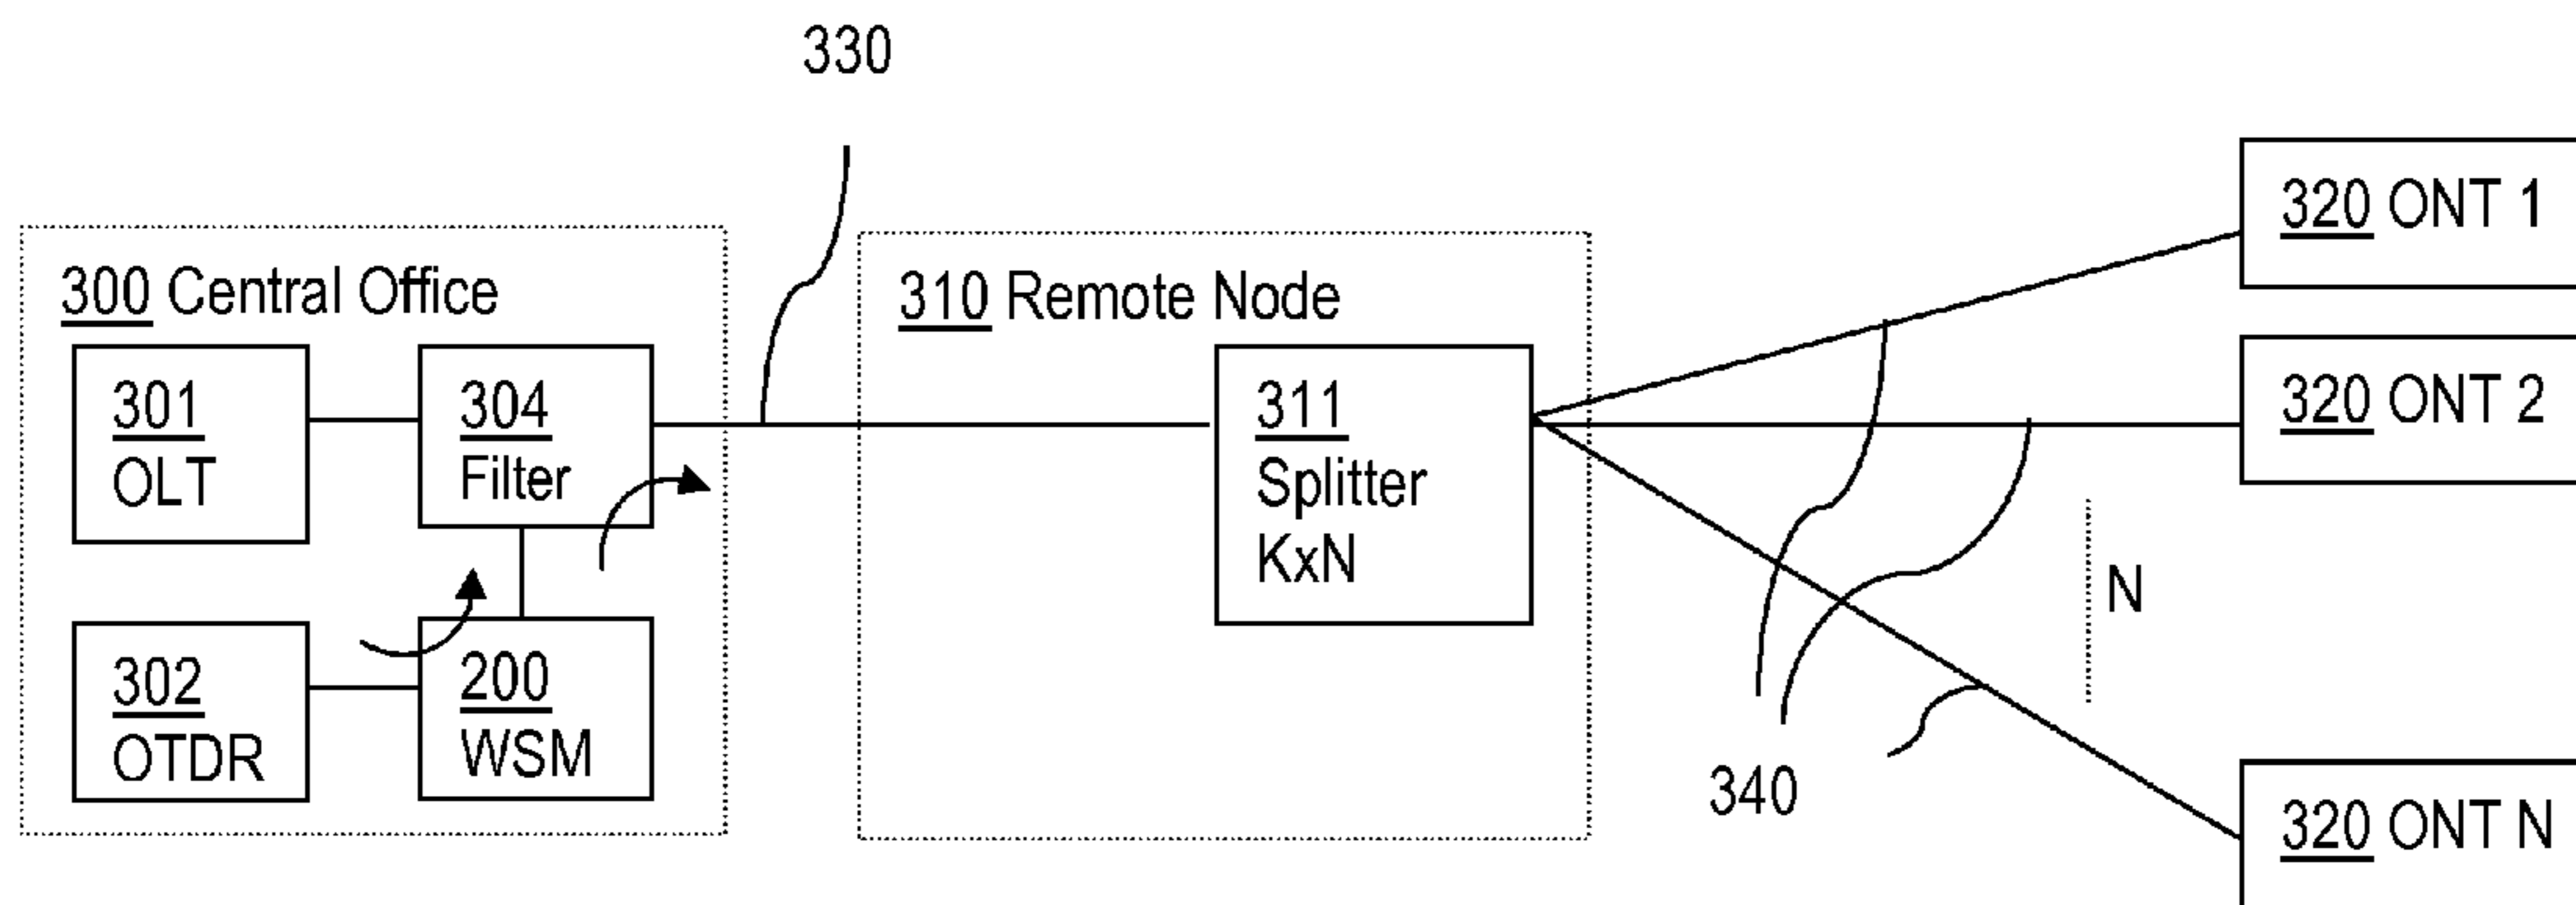 330
300 Central Office
301
OLT
304
Filter
302
OTDR
200
WSM
310 Remote Node
311
Splitter
KxN
320 ONT 1
320 ONT 2
N
340
320 ONT N